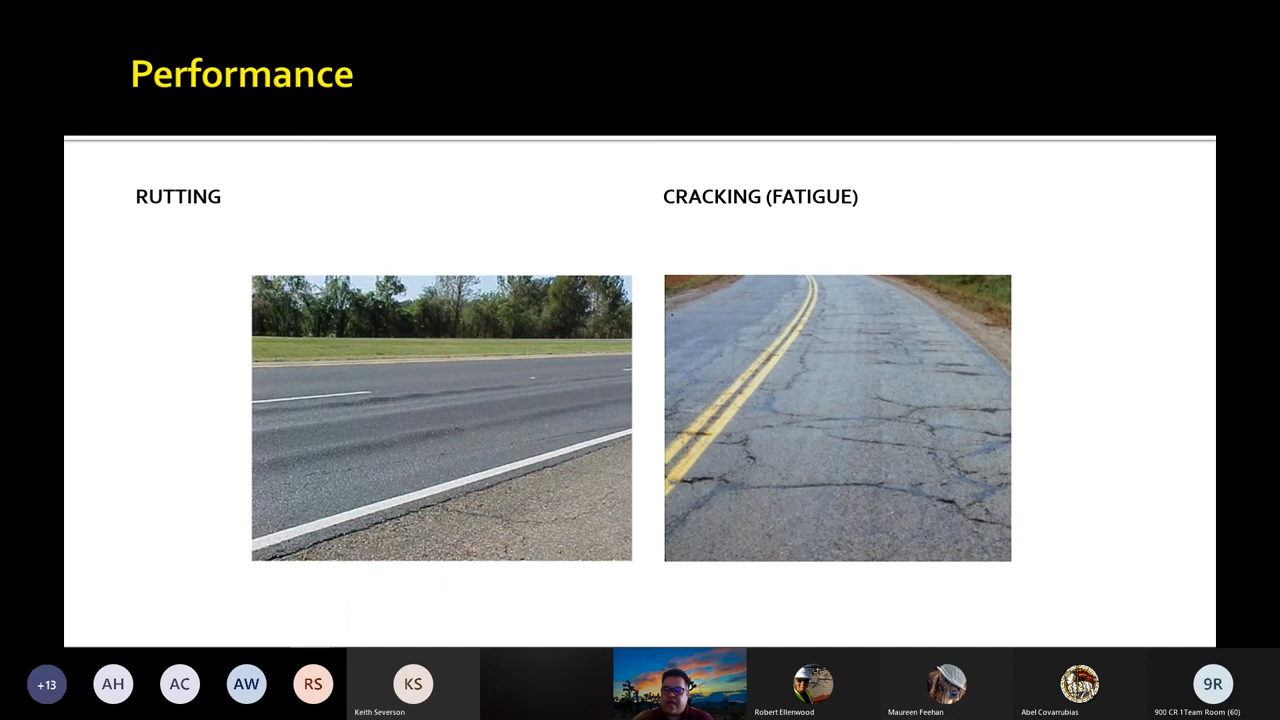 Performance
RUTTING
CRACKING (FATIGUE)
+13
AH
AC
AW
RS
KS
9R
Keith Severson
Robert Ellenwood
Maureen Feehan
Abel Covarrubias
900 CR 1Team Room (60)